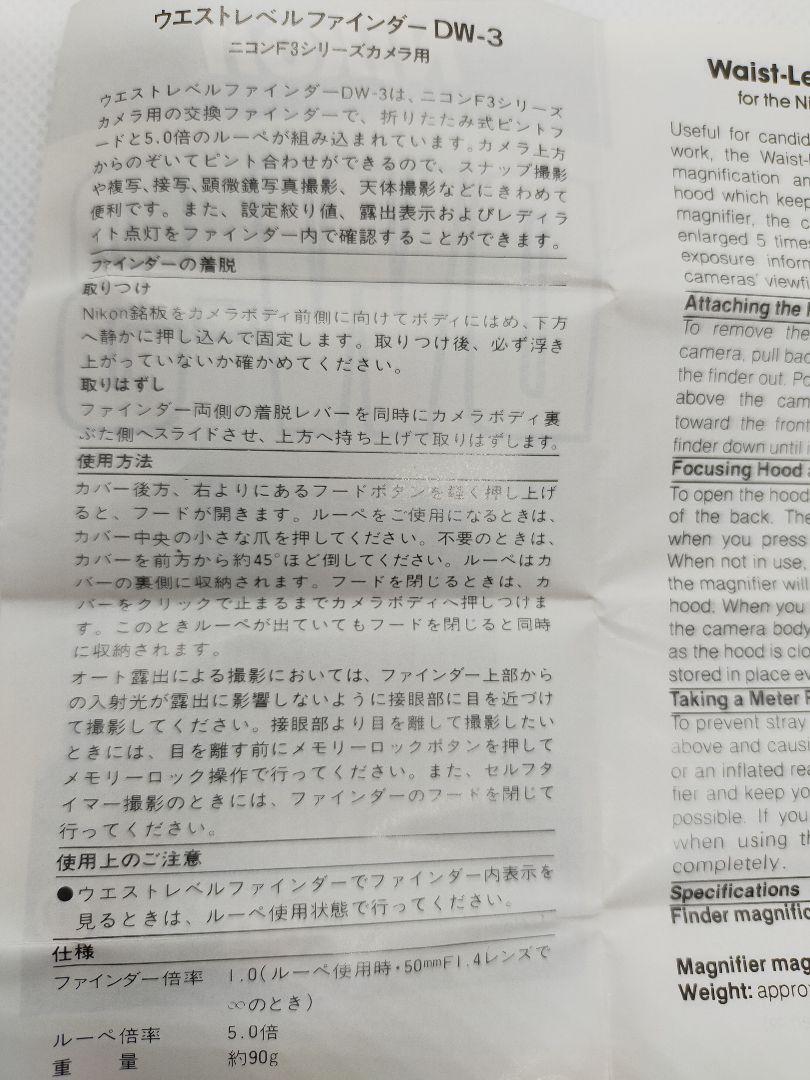 ウエストレベルファインダー DW-3
ニコンF3シリーズカメラ用
ウエストレベルファインダーDW-3は、ニコンF3シリーズ
カメラ用の交換ファインダーで、折りたたみ式ピントフ
ードと5.0倍のルーペが組み込まれています。カメラ上方
からのぞいてピント合わせができるので、スナップ撮影
や複写、接写、顕微鏡写真撮影、天体撮影などにきわめて
便利です。また、設定絞り値、露出表示およびレディラ
イト点灯をファインダー内で確認することができます。
ファインダーの着脱
取りつけ
Nikon銘板をカメラボディ前側に向けてボディにはめ、下方
へ静かに押し込んで固定します。取りつけ後、必ず浮き
上がっていないか確かめてください。
取りはずし
ファインダー両側の着脱レバーを同時にカメラボディ裏
ぶた側へスライドさせ、上方へ持ち上げて取りはずします。
使用方法
カバー後方、右よりにあるフードボタンを軽く押し上げ
ると、フードが開きます。ルーペをご使用になるときは、
カバー中央の小さな爪を押してください。不要のときは、
カバーを前方から約45°ほど倒してください。ルーペはカ
バーの裏側に収納されます。フードを閉じるときは、カ
バーをクリックで止まるまでカメラボディへ押しつけま
す。このときルーペが出ていてもフードを閉じると同時
に収納されます。
オート露出による撮影においては、ファインダー上部から
の入射光が露出に影響しないように接眼部に目を近づけ
て撮影してください。接眼部より目を離して撮影したい
ときには、目を離す前にメモリーロックボタンを押して
メモリーロック操作で行ってください。また、セルフタ
イマー撮影のときには、ファインダーのフードを閉じて
行ってください。
使用上のご注意
●ウエストレベルファインダーでファインダー内表示を
見るときは、ルーペ使用状態で行ってください。
仕様
ファインダー倍率 1.0(ルーペ使用時・50mmF1.4レンズで
∞のとき)
ルーペ倍率 5.0倍
重 量 約90g
Waist-Le
for the Ni
Useful for candid
work, the Waist-
magnification an
hood which keep
magnifier, the c
enlarged 5 times
exposure inform
cameras' viewfi
Attaching the
To remove the
camera, pull bac
the finder out. Po
above the cam
toward the front
finder down until i
Focusing Hood a
To open the hood
of the back. The
when you press
When not in use,
the magnifier will
hood. When you
the camera body
as the hood is clo
stored in place ev
Taking a Meter
To prevent stray
above and causi
or an inflated rea
fier and keep yo
possible. If you
when using th
completely.
Specifications
Finder magnific
Magnifier mag
Weight: approx